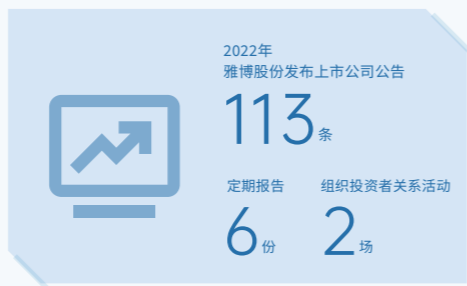 2022年
雅博股份发布上市公司公告
113条
定期报告
6份
组织投资者关系活动
2场